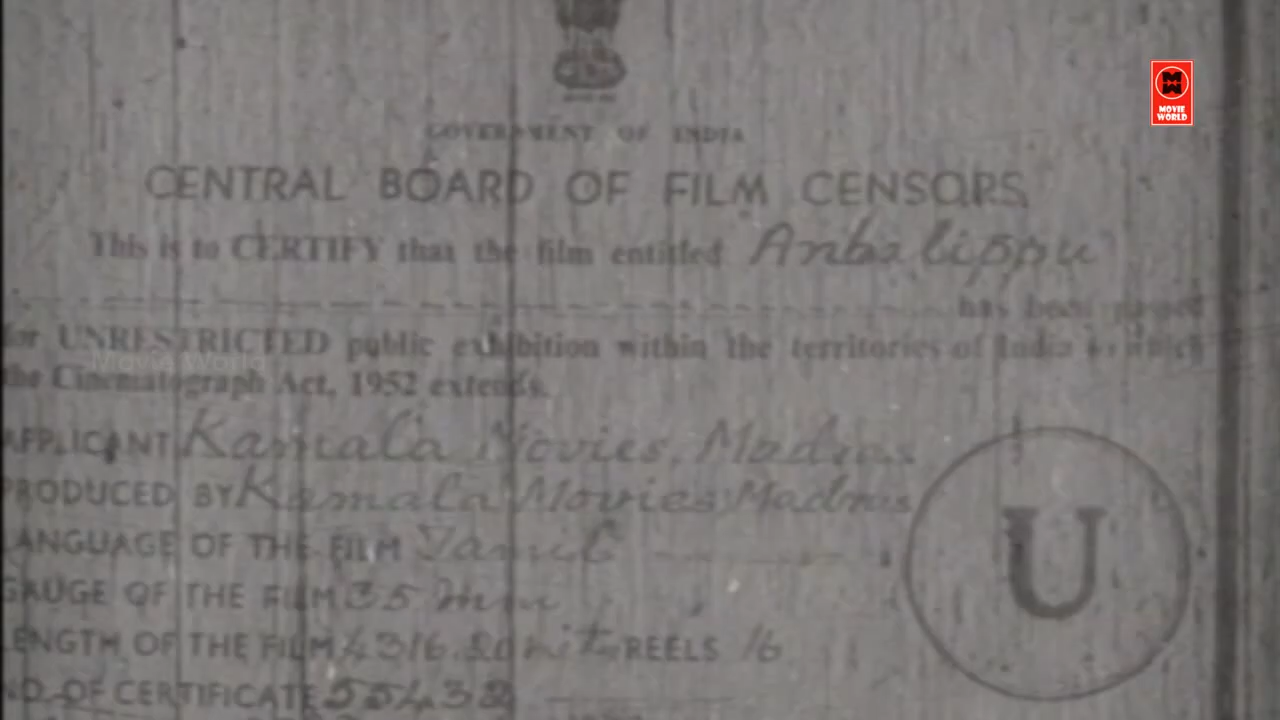 GOVERNMENT OF INDIA
CENTRAL BOARD OF FILM CENSORS
This is to CERTIFY that the film entitled Anbalippu
has been passed
for UNRESTRICTED public exhibition within the territories of India to which
the Cinematograph Act, 1952 extends.
APPLICANT Kamala Movies, Madras
PRODUCED BY Kamala Movies Madras
LANGUAGE OF THE FILM Tamil
GAUGE OF THE FILM 35 mm
LENGTH OF THE FILM 4316.20 REELS 16
NO. OF CERTIFICATE 55432
U
MOVIE
WORLD
Movie World